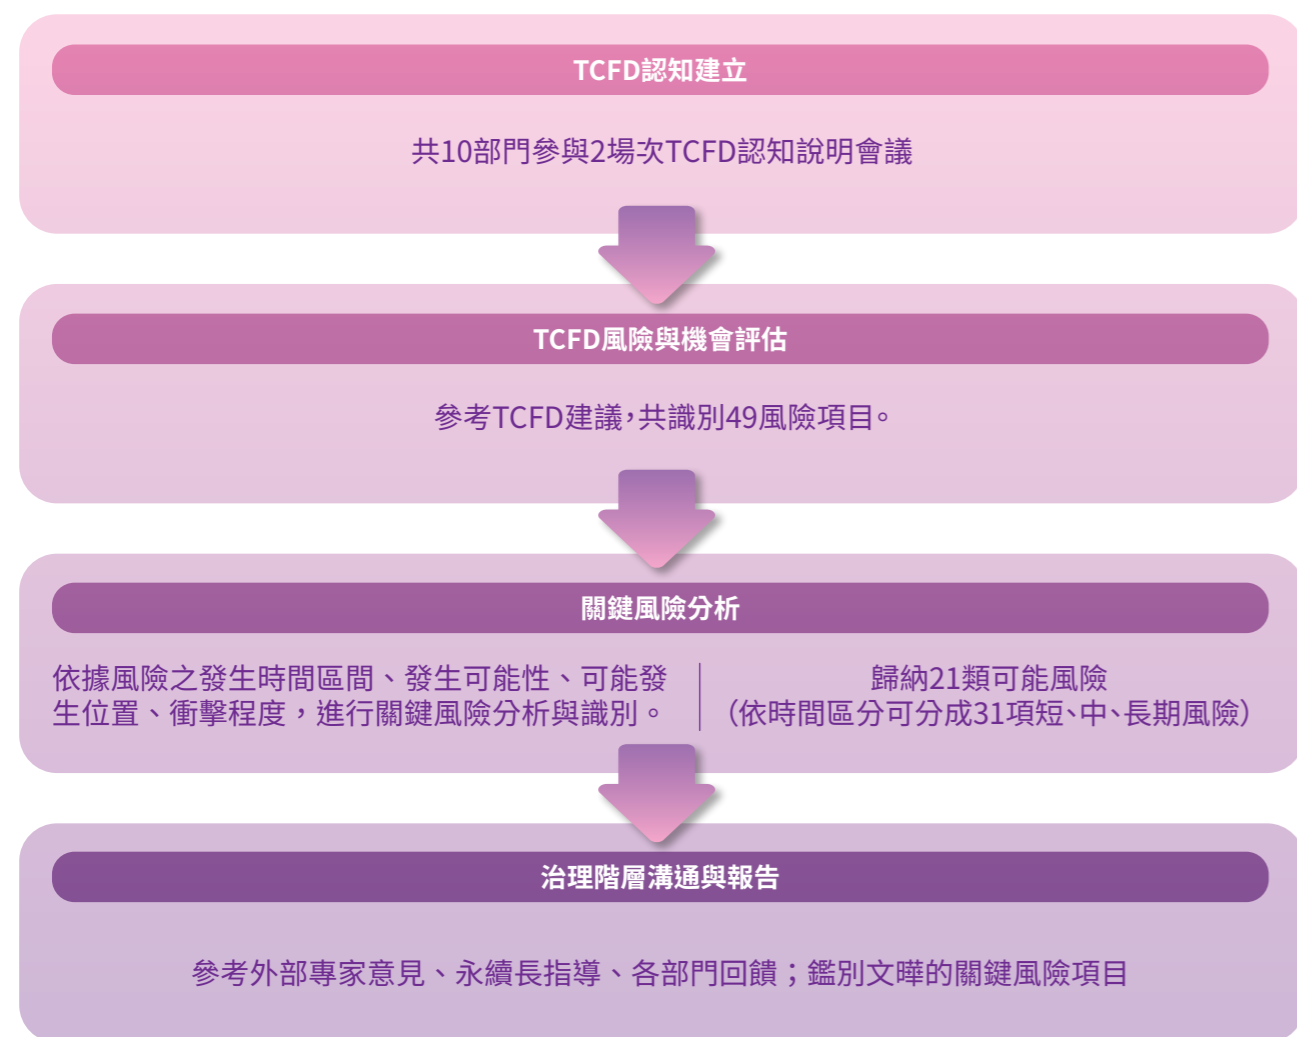 TCFD認知建立
共10部門參與2場次TCFD認知說明會議
TCFD風險與機會評估
參考TCFD建議，共識別49風險項目。
關鍵風險分析
依據風險之發生時間區間、發生可能性、可能發
生位置、衝擊程度，進行關鍵風險分析與識別。
歸納21類可能風險
（依時間區分可分成31項短、中、長期風險）
治理階層溝通與報告
參考外部專家意見、永續長指導、各部門回饋；鑑別文曄的關鍵風險項目